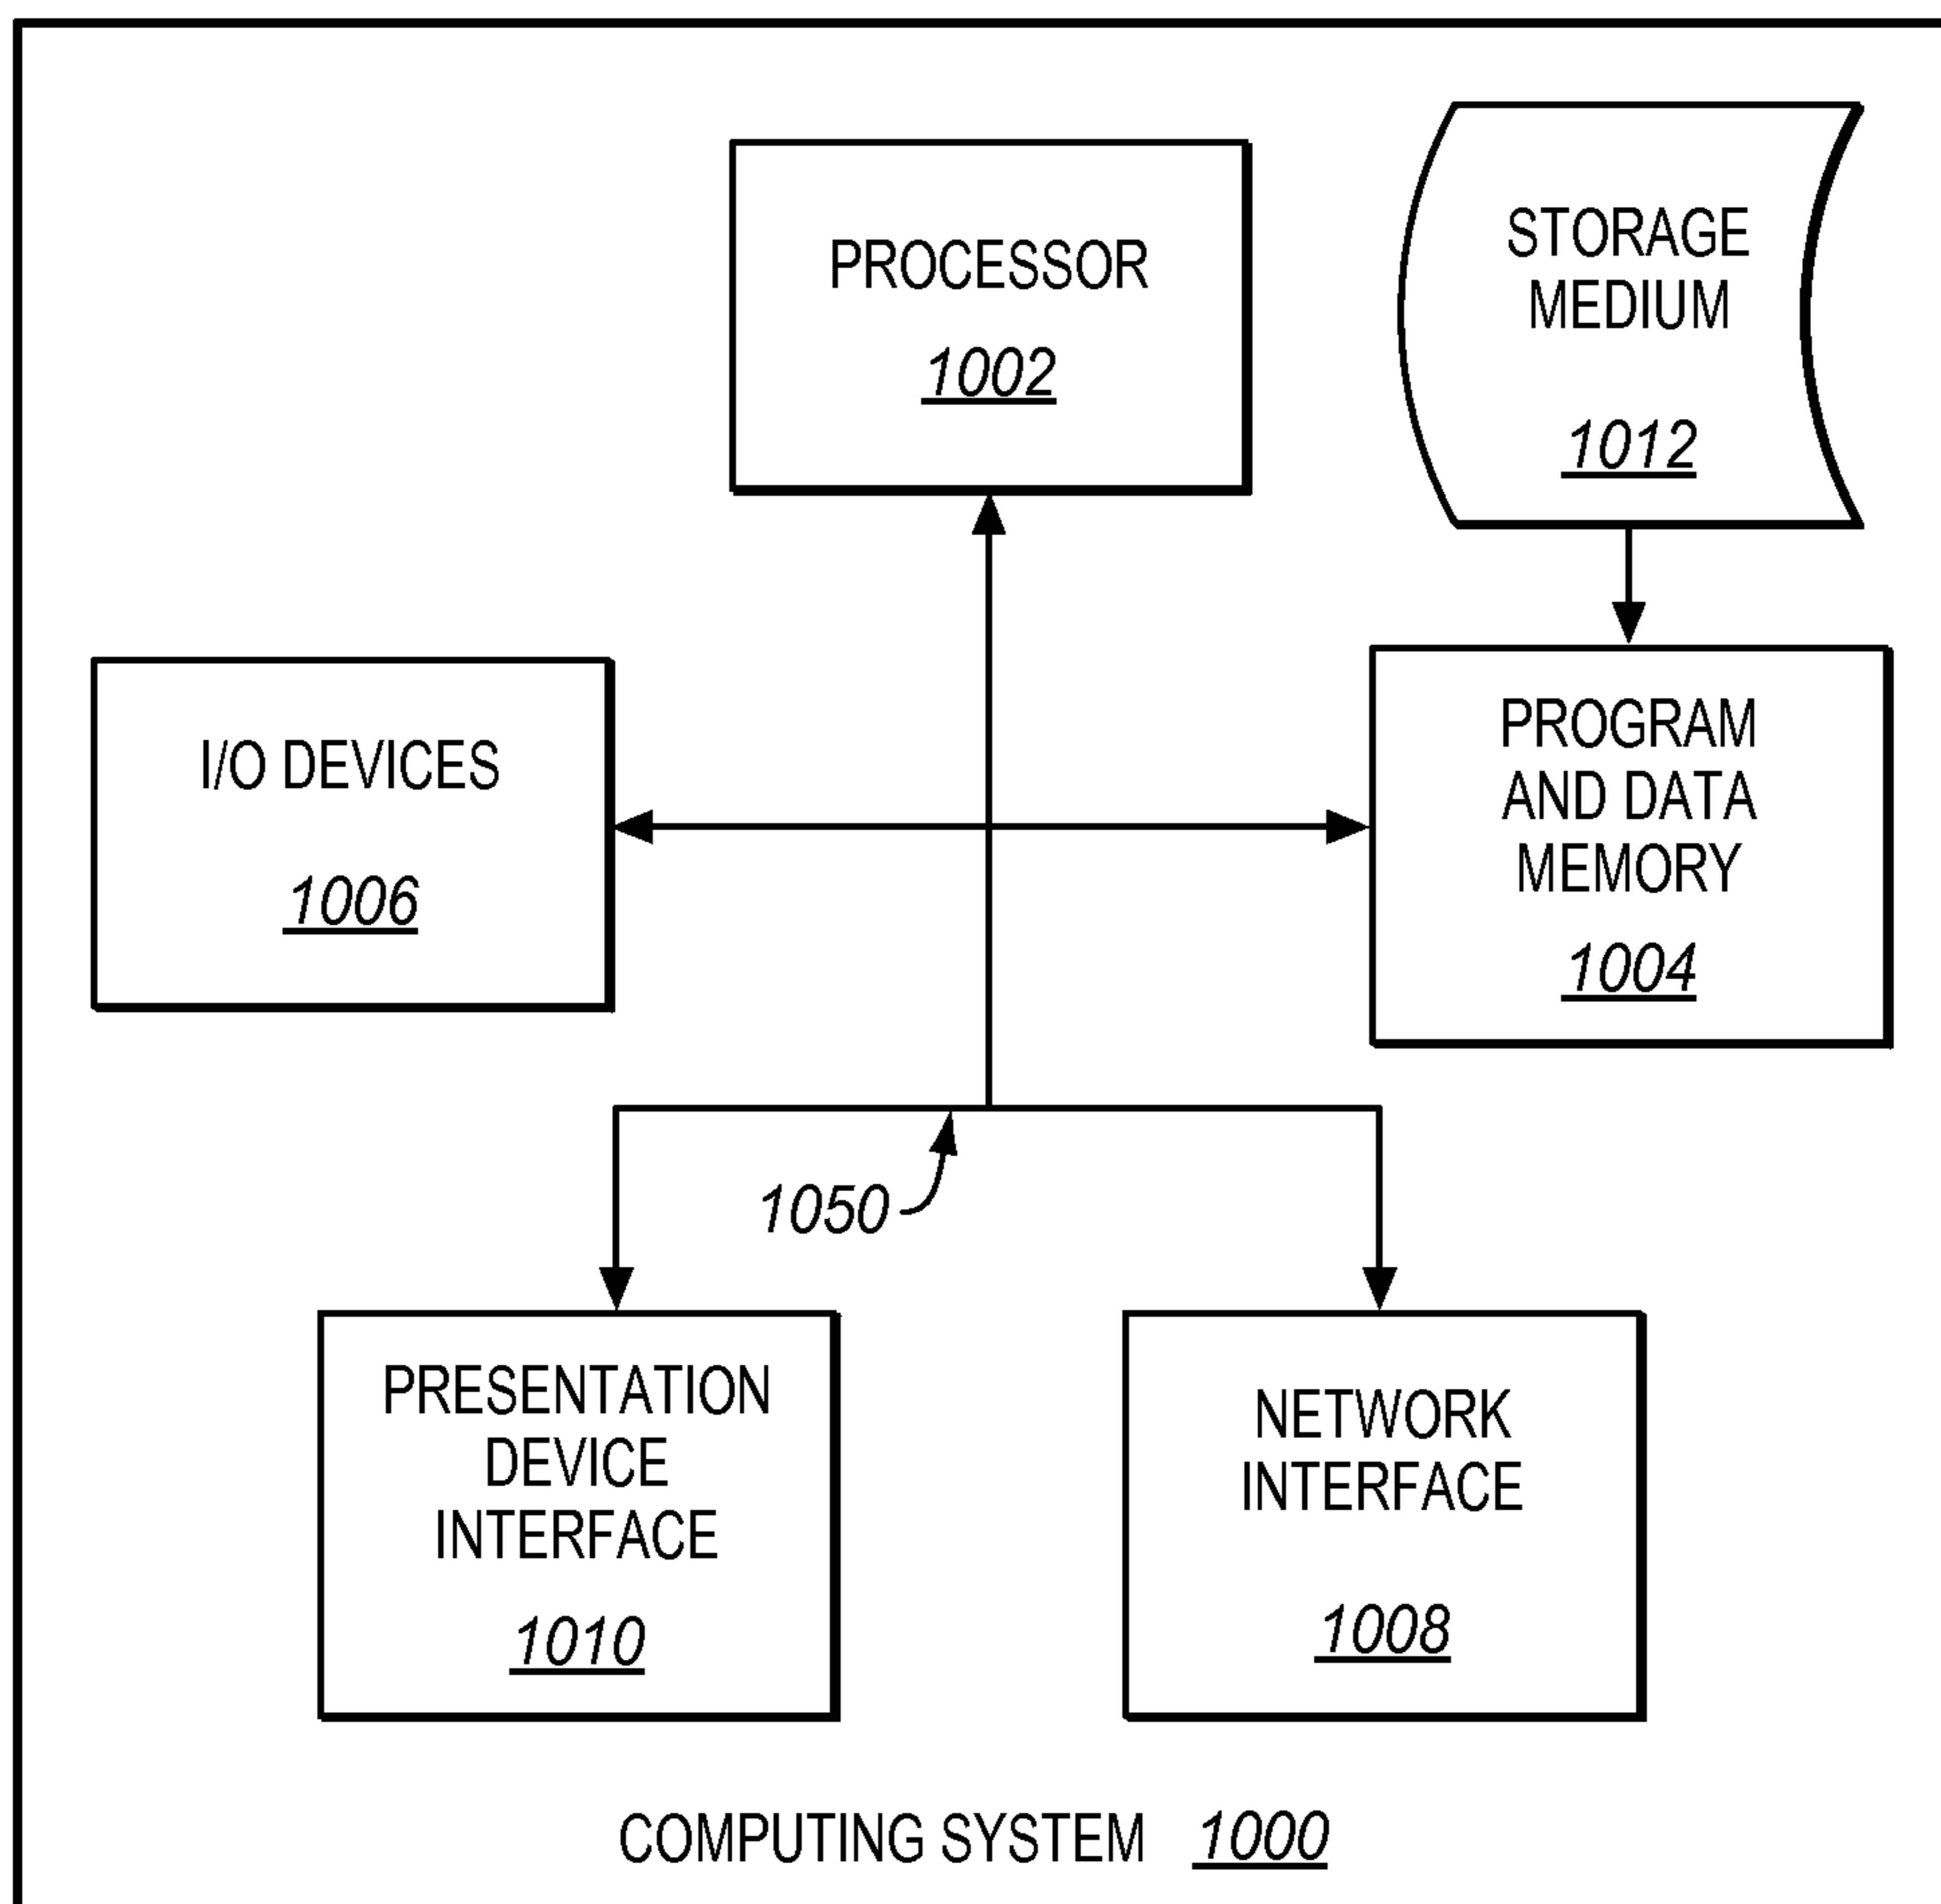 PROCESSOR
1002
STORAGE
MEDIUM
1012
I/O DEVICES
1006
PROGRAM
AND DATA
MEMORY
1004
1050
PRESENTATION
DEVICE
INTERFACE
1010
NETWORK
INTERFACE
1008
COMPUTING SYSTEM 1000